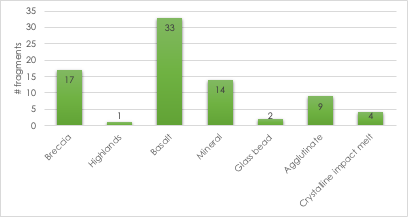 35
30
25
20
15
10
5
0
# fragments
17
1
33
14
2
9
4
Breccia
Highlands
Basalt
Mineral
Glass bead
Agglutinate
Crystalline impact melt